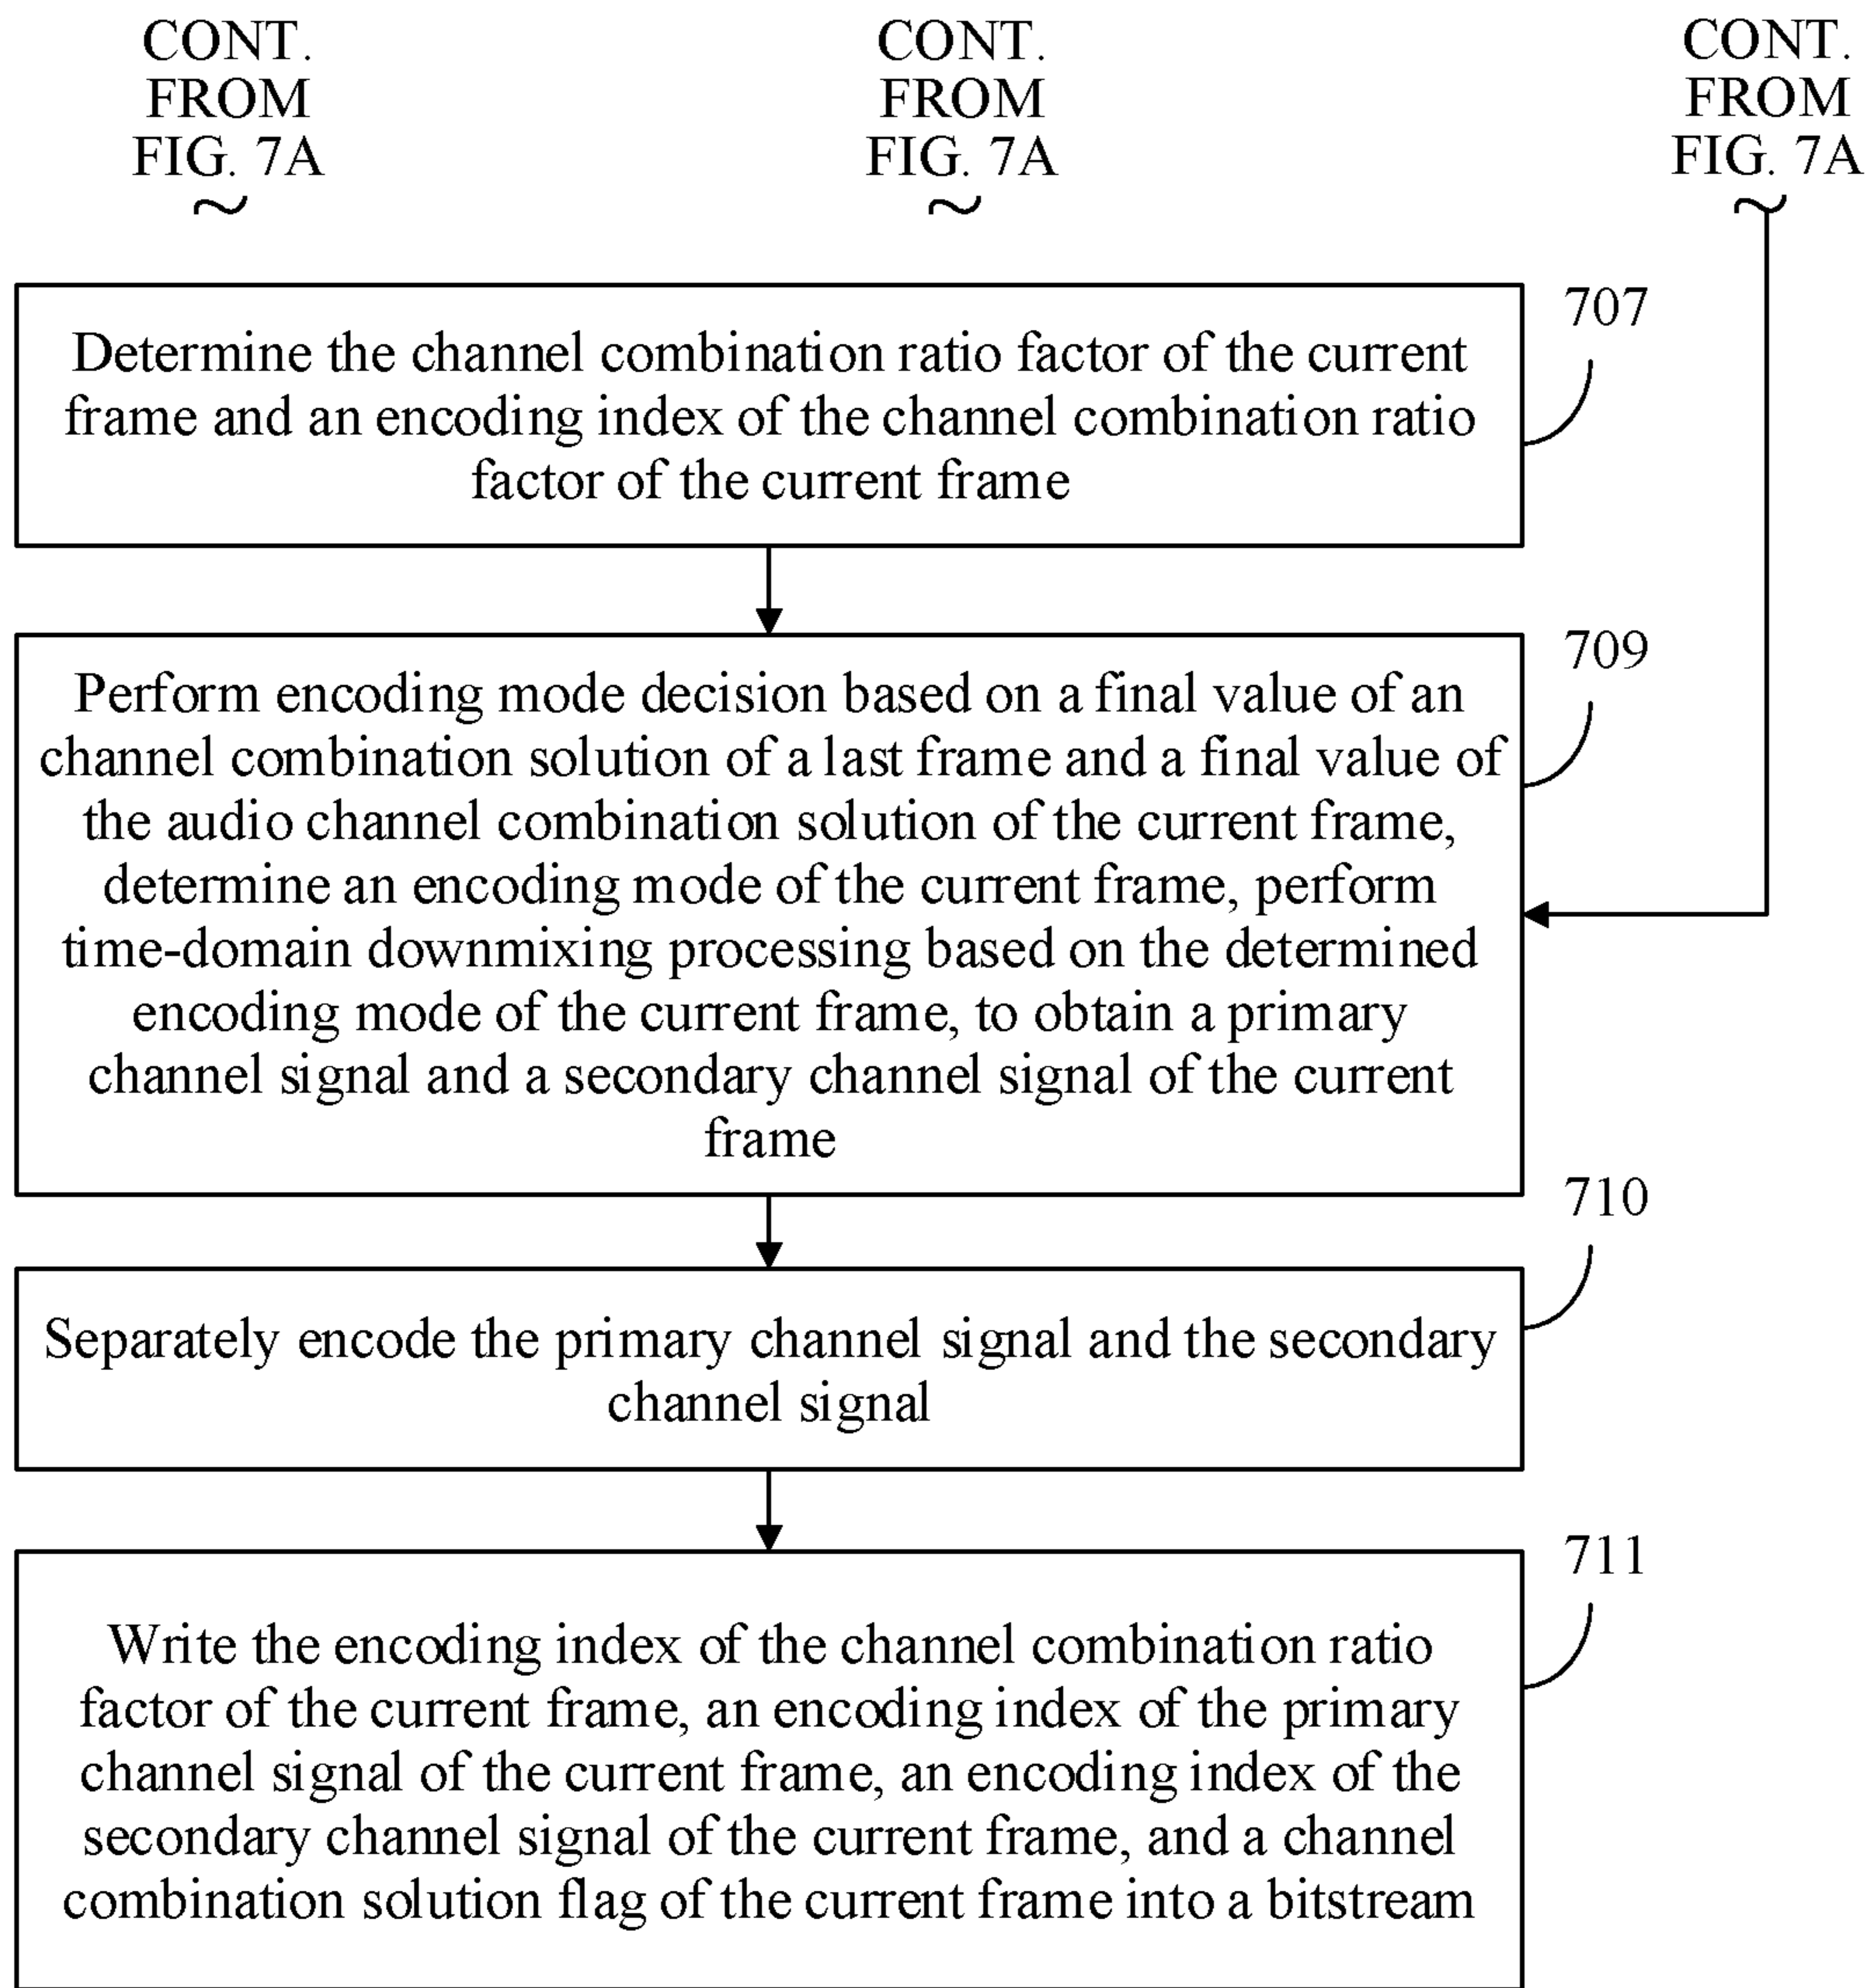 CONT.
FROM
FIG. 7A
CONT.
FROM
FIG. 7A
CONT.
FROM
FIG. 7A
707
Determine the channel combination ratio factor of the current
frame and an encoding index of the channel combination ratio
factor of the current frame
709
Perform encoding mode decision based on a final value of an
channel combination solution of a last frame and a final value of
the audio channel combination solution of the current frame,
determine an encoding mode of the current frame, perform
time-domain downmixing processing based on the determined
encoding mode of the current frame, to obtain a primary
channel signal and a secondary channel signal of the current
frame
710
Separately encode the primary channel signal and the secondary
channel signal
711
Write the encoding index of the channel combination ratio
factor of the current frame, an encoding index of the primary
channel signal of the current frame, an encoding index of the
secondary channel signal of the current frame, and a channel
combination solution flag of the current frame into a bitstream